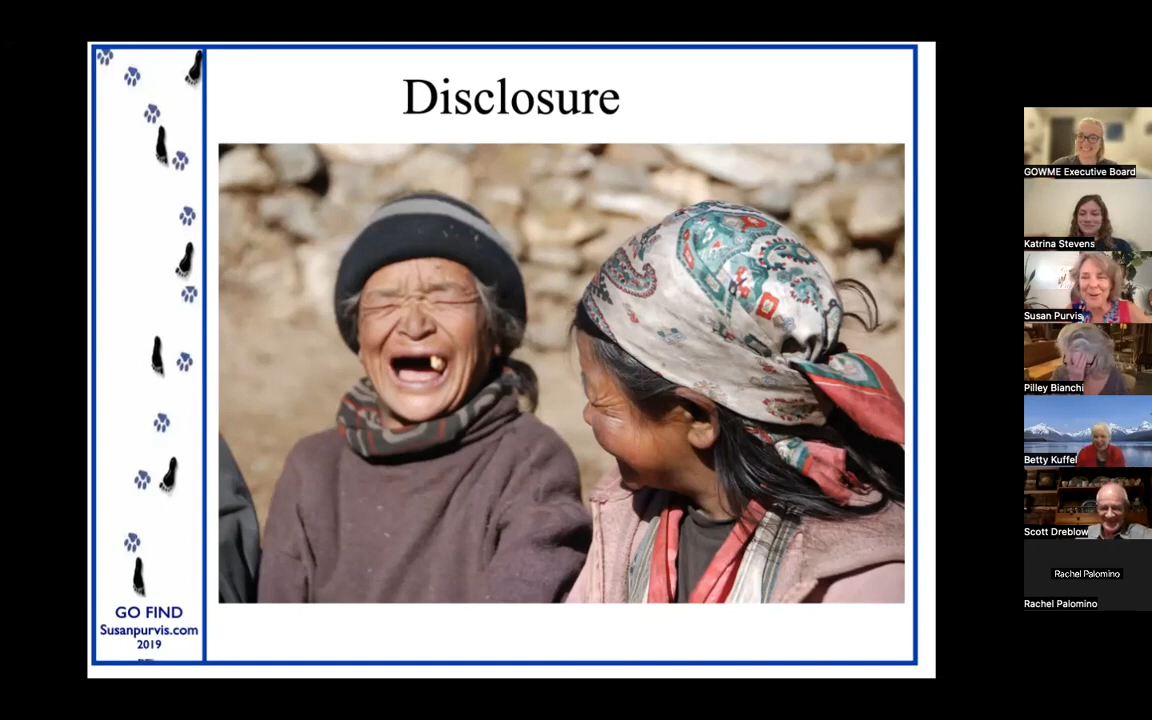 Disclosure
GO FIND
Susanpurvis.com
2019
GOWME Executive Board
Katrina Stevens
Susan Purvis
Pilley Bianchi
Betty Kuffel
Scott Dreblow
Rachel Palomino
Rachel Palomino